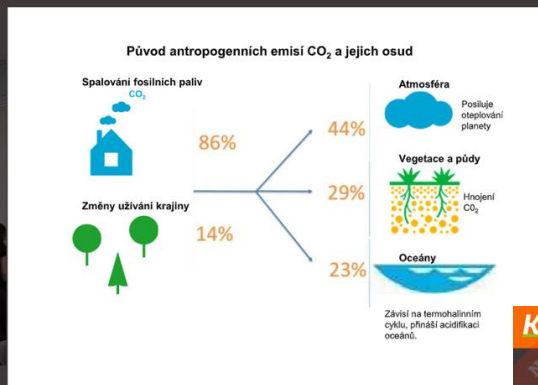 Původ antropogenních emisí CO₂ a jejich osud
Spalování fosilních paliv
CO₂
86%
Změny užívání krajiny
14%
44%
Atmosféra
Posiluje
oteplování
planety
29%
Vegetace a půdy
Hnojení
C0₂
23%
Oceány
Závisí na termohalinním
cyklu, přináší acidifikaci
oceánů.
K